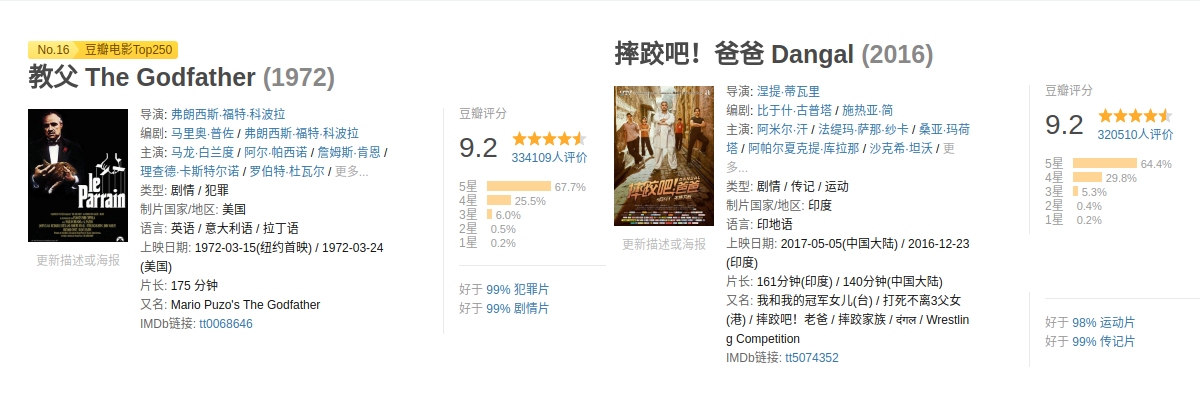 No.16 豆瓣电影Top250
教父 The Godfather (1972)
le
Parrain
更新描述或海报
导演: 弗朗西斯·福特·科波拉
编剧: 马里奥·普佐 / 弗朗西斯·福特·科波拉
主演: 马龙·白兰度 / 阿尔·帕西诺 / 詹姆斯·肯恩 /
理查德·卡斯特尔诺 / 罗伯特·杜瓦尔 / 更多...
类型: 剧情 / 犯罪
制片国家/地区: 美国
语言: 英语 / 意大利语 / 拉丁语
上映日期: 1972-03-15(纽约首映) / 1972-03-24
(美国)
片长: 175 分钟
又名: Mario Puzo's The Godfather
IMDb链接: tt0068646
豆瓣评分
9.2
334109人评价
5星 67.7%
4星 25.5%
3星 6.0%
2星 0.5%
1星 0.2%
好于 99% 犯罪片
好于 99% 剧情片
摔跤吧！爸爸 Dangal (2016)
摔跤吧!爸爸
更新描述或海报
导演: 涅提·蒂瓦里
编剧: 比于什·古普塔 / 施热亚·简
主演: 阿米尔·汗 / 法缇玛·萨那·纱卡 / 桑亚·玛荷
塔 / 阿帕尔夏克提·库拉那 / 沙克希·坦沃 / 更
多...
类型: 剧情 / 传记 / 运动
制片国家/地区: 印度
语言: 印地语
上映日期: 2017-05-05(中国大陆) / 2016-12-23
(印度)
片长: 161分钟(印度) / 140分钟(中国大陆)
又名: 我和我的冠军女儿(台) / 打死不离3父女
(港) / 摔跤吧！老爸 / 摔跤家族 / दंगल / Wrestlin
g Competition
IMDb链接: tt5074352
豆瓣评分
9.2
320510人评价
5星 64.4%
4星 29.8%
3星 5.3%
2星 0.4%
1星 0.2%
好于 98% 运动片
好于 99% 传记片